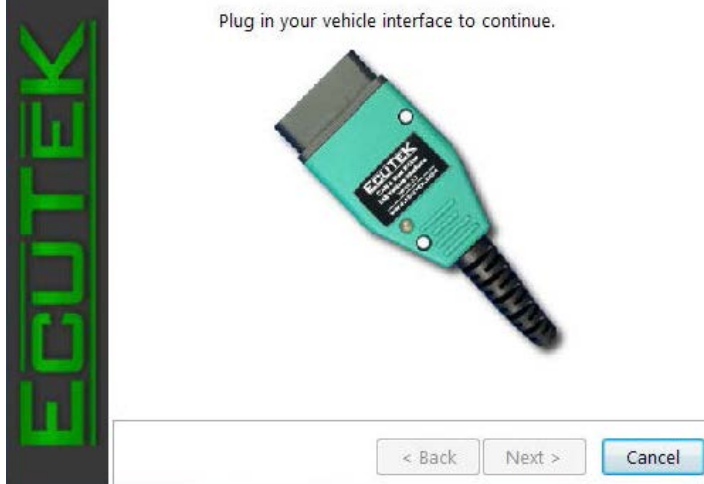 Plug in your vehicle interface to continue.
ECUTEK
ECUTEK
< Back
Next >
Cancel